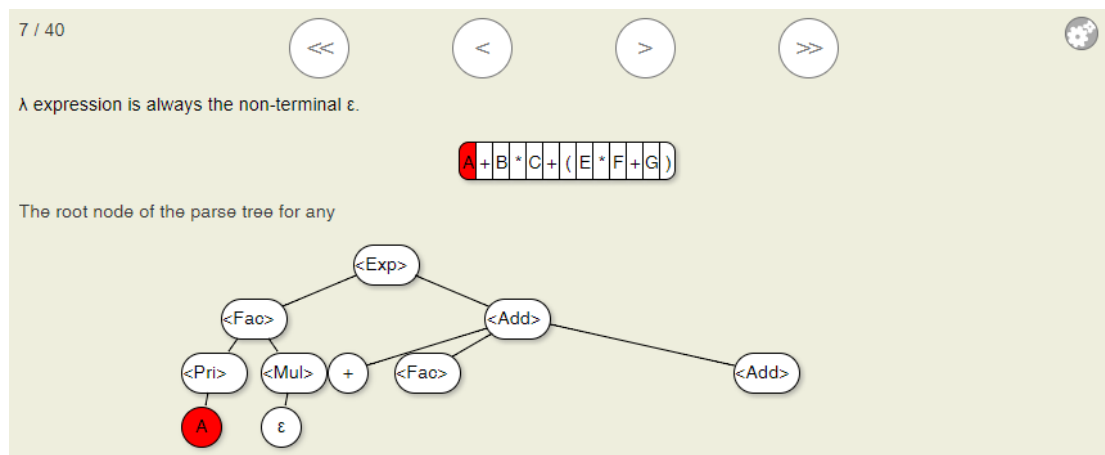 7 / 40
<< < > >>
λ expression is always the non-terminal ε.
A + B * C + ( E * F + G )
The root node of the parse tree for any
<Exp>
<Fac> <Add>
<Pri> <Mul> + <Fac> <Add>
A ε